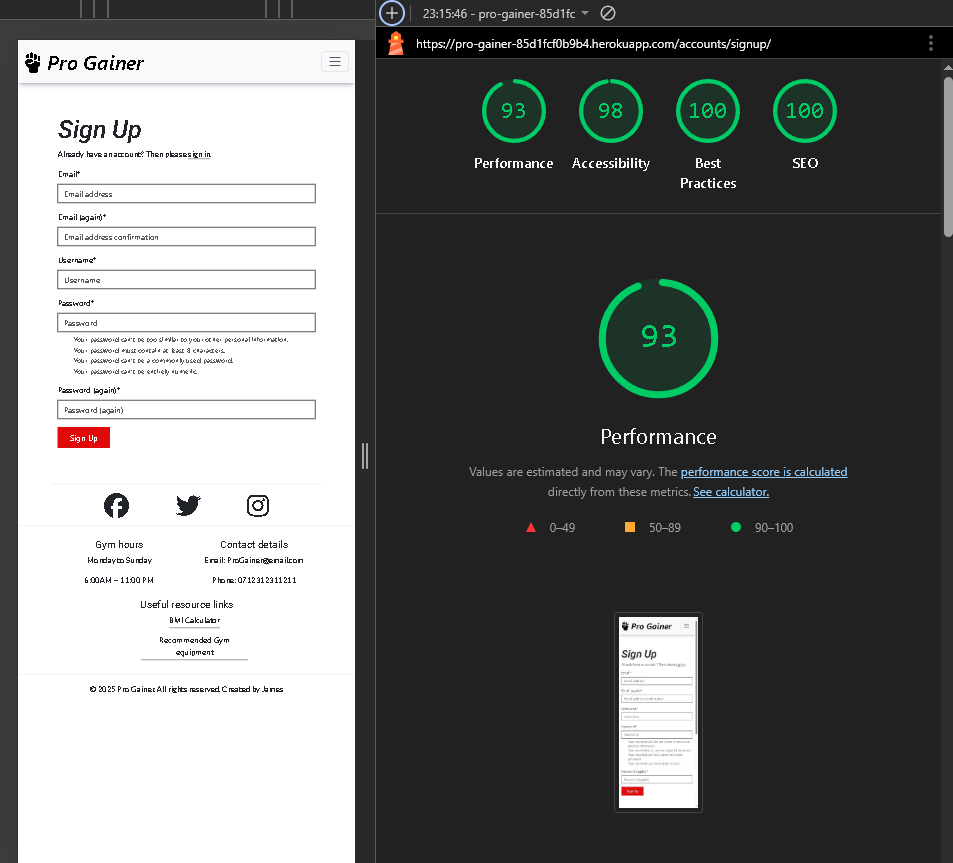 23:15:46 - pro-gainer-85d1fc
https://pro-gainer-85d1fcf0b9b4.herokuapp.com/accounts/signup/
Pro Gainer
Sign Up
Already have an account? Then please sign in.
Email*
Email address
Email (again)*
Email address confirmation
Username*
Username
Password*
Password
Your password can't be too similar to your other personal information.
Your password must contain at least 8 characters.
Your password can't be a commonly used password.
Your password can't be entirely numeric.
Password (again)*
Password (again)
Sign Up
Gym hours
Monday to Sunday
6:00AM – 11:00 PM
Contact details
Email: ProGainer@email.com
Phone: 0712312311211
Useful resource links
BMI Calculator
Recommended Gym
equipment
© 2025 Pro Gainer. All rights reserved. Created by James
93
Performance
98
Accessibility
100
Best
Practices
100
SEO
93
Performance
Values are estimated and may vary. The performance score is calculated
directly from these metrics. See calculator.
0–49
50–89
90–100
Pro Gainer
Sign Up